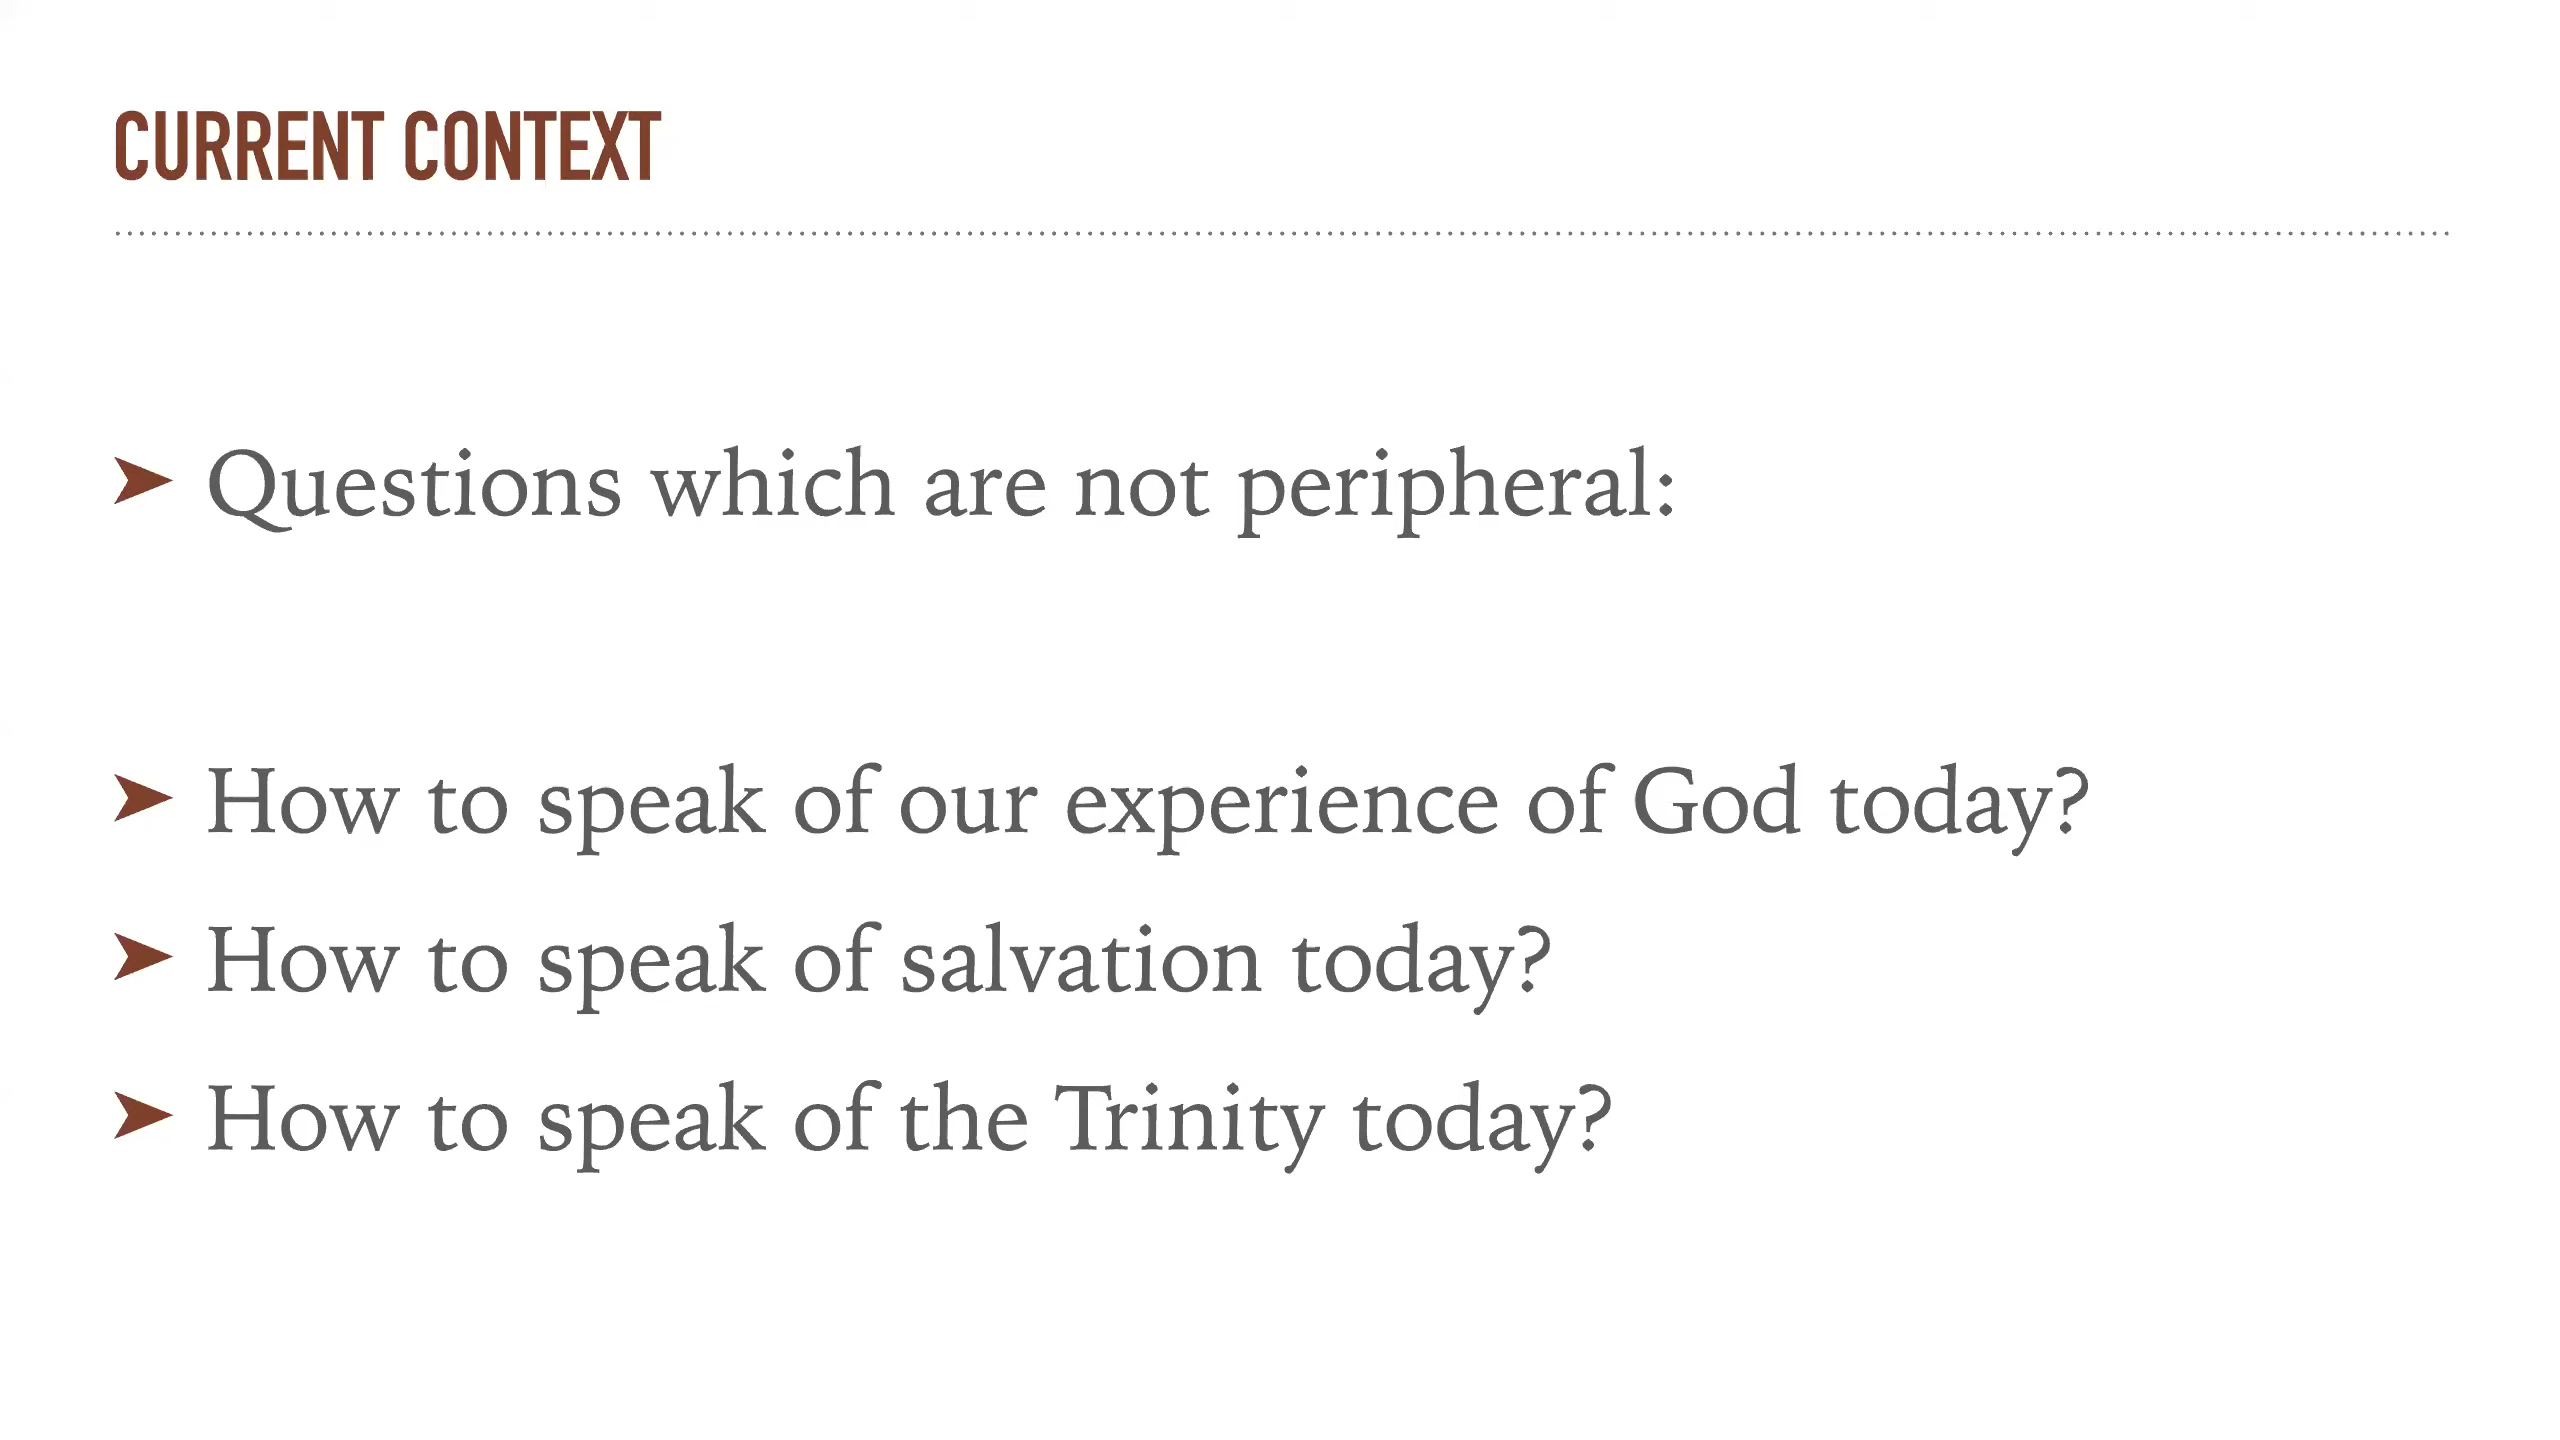 CURRENT CONTEXT
➤ Questions which are not peripheral:
➤ How to speak of our experience of God today?
➤ How to speak of salvation today?
➤ How to speak of the Trinity today?